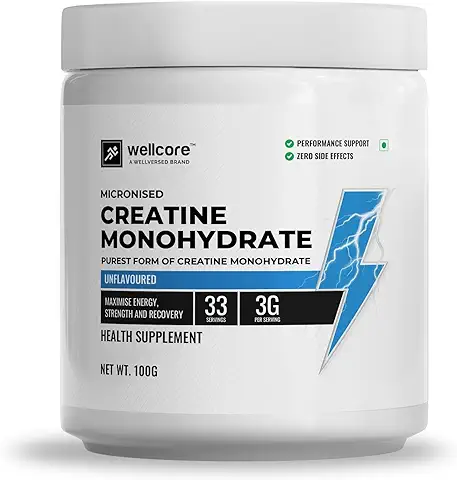 wellcore™
A WELLVERSED BRAND
PERFORMANCE SUPPORT
ZERO SIDE EFFECTS
MICRONISED
CREATINE
MONOHYDRATE
PUREST FORM OF CREATINE MONOHYDRATE
UNFLAVOURED
MAXIMISE ENERGY,
STRENGTH AND RECOVERY
33
SERVINGS
3G
PER SERVING
HEALTH SUPPLEMENT
NET WT. 100G